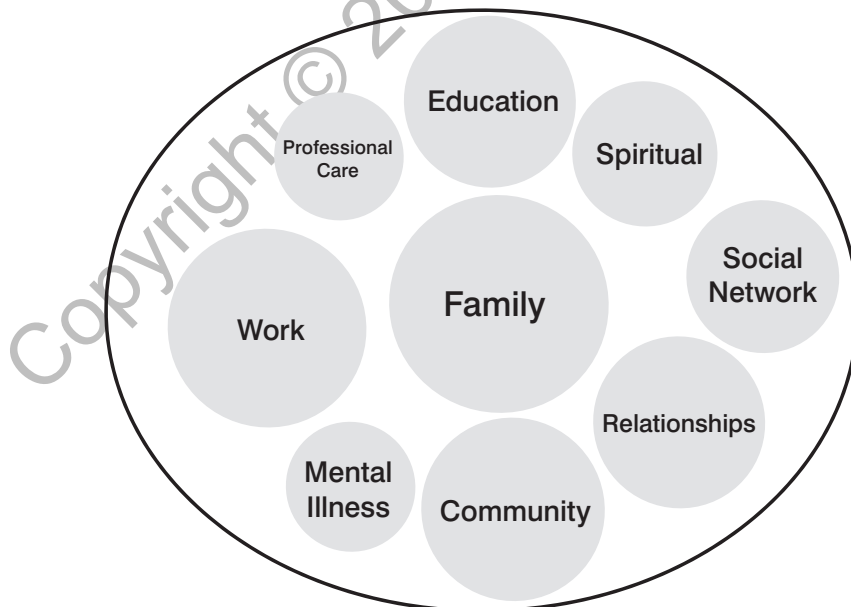 Copyright © 20
Education
Professional
Care
Spiritual
Social
Network
Family
Work
Relationships
Mental
Illness
Community